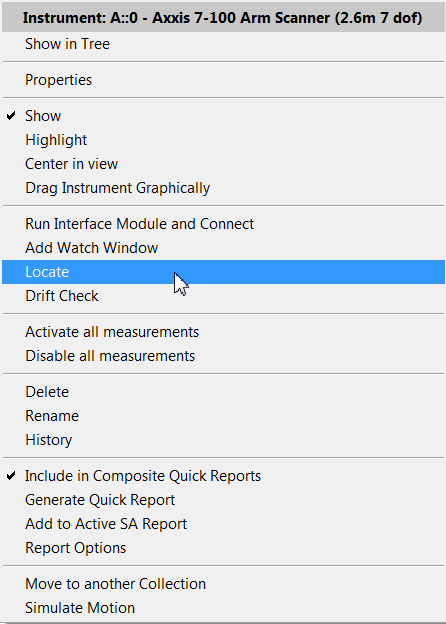 Instrument: A::0 - Axxis 7-100 Arm Scanner (2.6m 7 dof)
Show in Tree
Properties
Show
Highlight
Center in view
Drag Instrument Graphically
Run Interface Module and Connect
Add Watch Window
Locate
Drift Check
Activate all measurements
Disable all measurements
Delete
Rename
History
Include in Composite Quick Reports
Generate Quick Report
Add to Active SA Report
Report Options
Move to another Collection
Simulate Motion